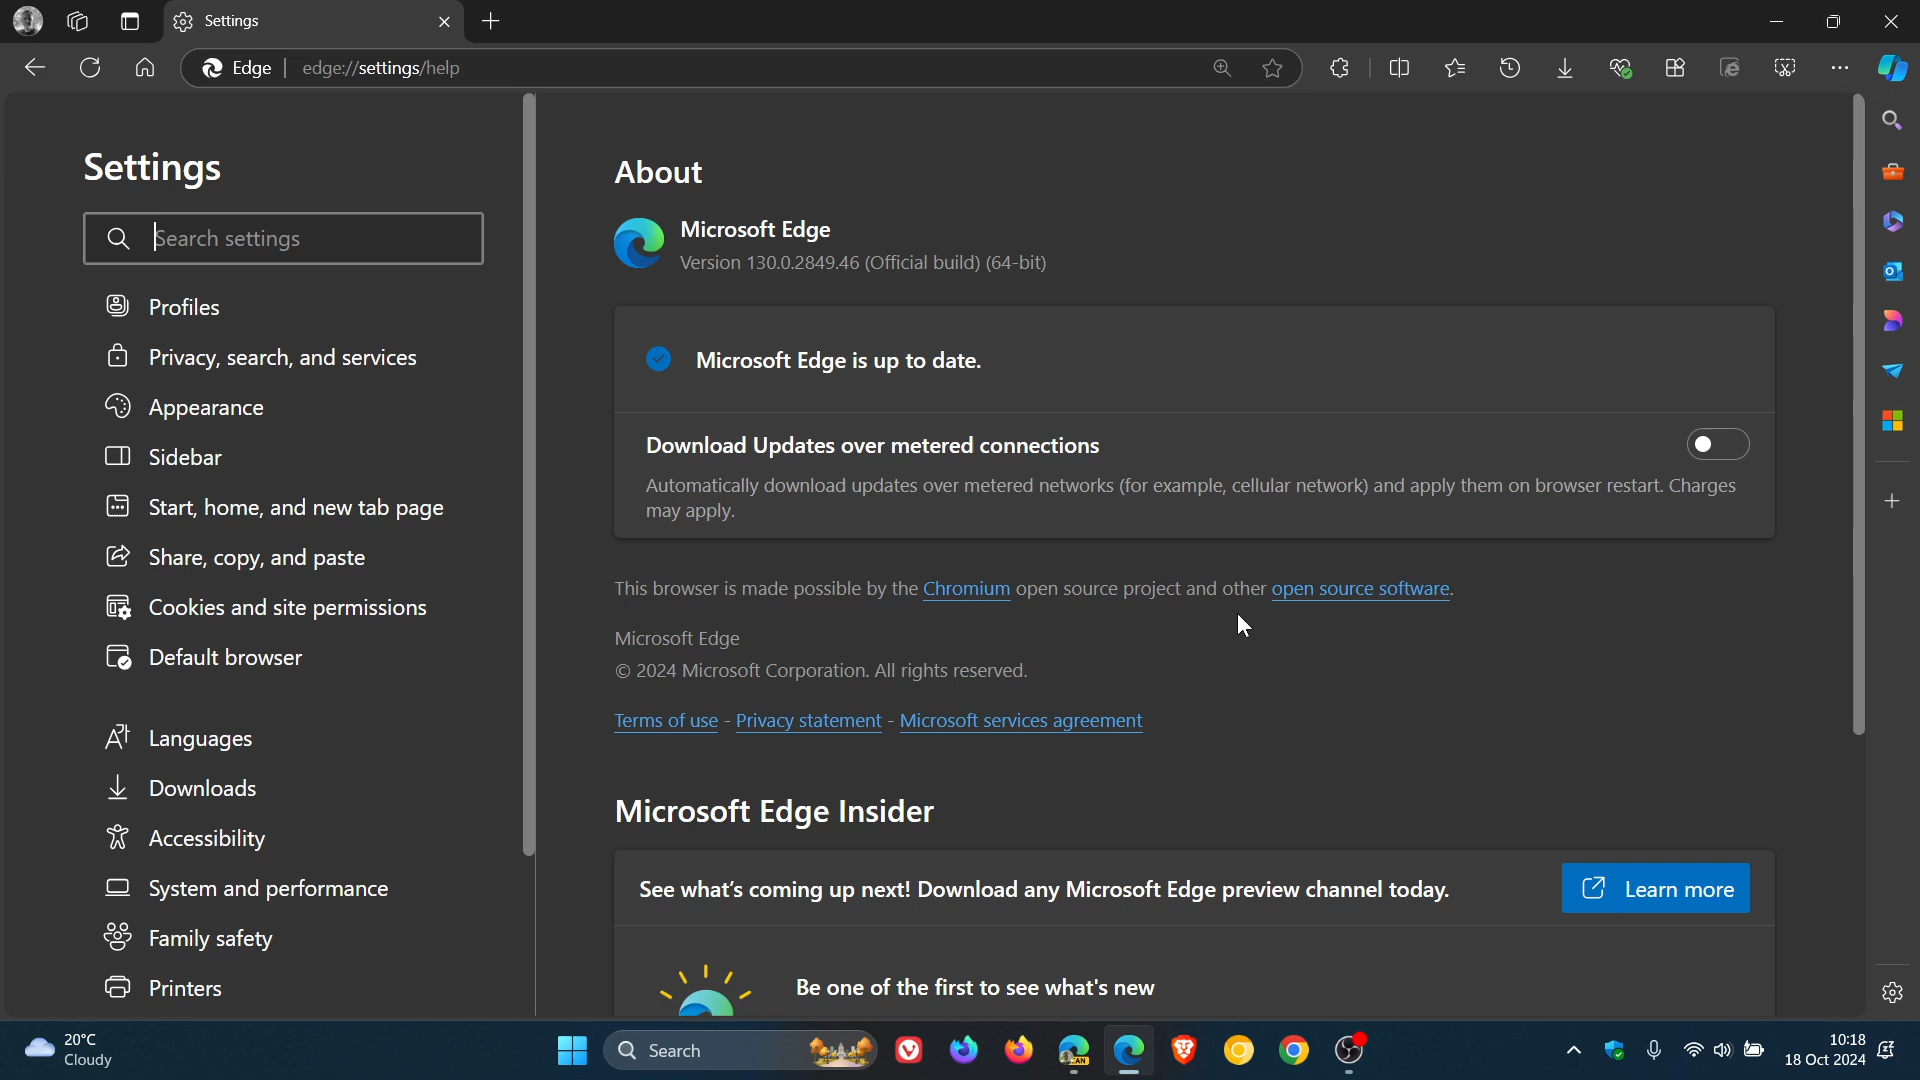 Settings
Edge | edge://settings/help
Settings
Search settings
Profiles
Privacy, search, and services
Appearance
Sidebar
Start, home, and new tab page
Share, copy, and paste
Cookies and site permissions
Default browser
Languages
Downloads
Accessibility
System and performance
Family safety
Printers
About
Microsoft Edge
Version 130.0.2849.46 (Official build) (64-bit)
Microsoft Edge is up to date.
Download Updates over metered connections
Automatically download updates over metered networks (for example, cellular network) and apply them on browser restart. Charges
may apply.
This browser is made possible by the Chromium open source project and other open source software.
Microsoft Edge
© 2024 Microsoft Corporation. All rights reserved.
Terms of use - Privacy statement - Microsoft services agreement
Microsoft Edge Insider
See what's coming up next! Download any Microsoft Edge preview channel today.
Learn more
Be one of the first to see what's new
20°C
Cloudy
Search
CAN
10:18
18 Oct 2024